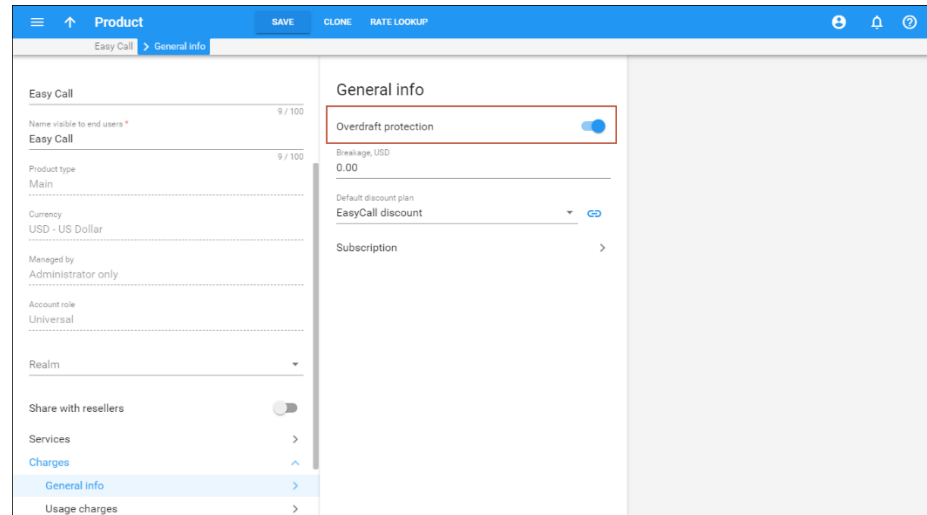 Product
SAVE
CLONE
RATE LOOKUP
Easy Call
General info
Easy Call
9 / 100
Name visible to end users *
Easy Call
9 / 100
Product type
Main
Currency
USD - US Dollar
Managed by
Administrator only
Account role
Universal
Realm
Share with resellers
Services
Charges
General info
Usage charges
General info
Overdraft protection
Breakage, USD
0.00
Default discount plan
EasyCall discount
Subscription